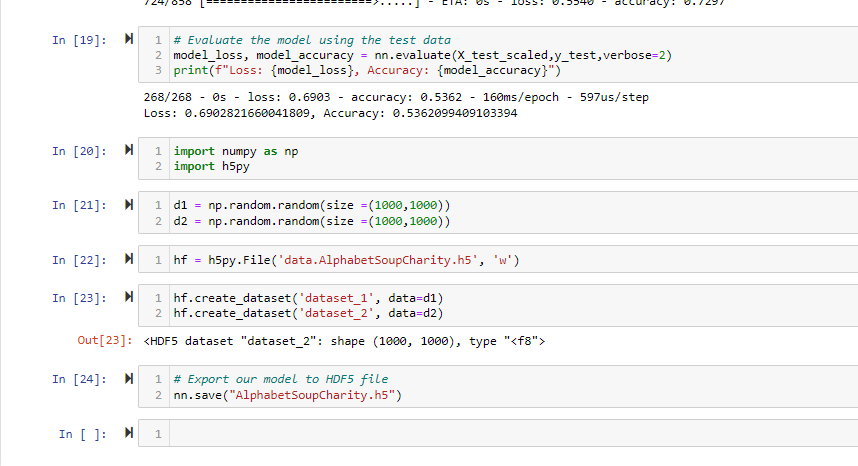 724/858 [========================>.....] - ETA: 0s - loss: 0.5540 - accuracy: 0.7297
In [19]:
1 # Evaluate the model using the test data
2 model_loss, model_accuracy = nn.evaluate(X_test_scaled,y_test,verbose=2)
3 print(f"Loss: {model_loss}, Accuracy: {model_accuracy}")
268/268 - 0s - loss: 0.6903 - accuracy: 0.5362 - 160ms/epoch - 597us/step
Loss: 0.6902821660041809, Accuracy: 0.5362099409103394
In [20]:
1 import numpy as np
2 import h5py
In [21]:
1 d1 = np.random.random(size =(1000,1000))
2 d2 = np.random.random(size =(1000,1000))
In [22]:
1 hf = h5py.File('data.AlphabetSoupCharity.h5', 'w')
In [23]:
1 hf.create_dataset('dataset_1', data=d1)
2 hf.create_dataset('dataset_2', data=d2)
Out[23]: <HDF5 dataset "dataset_2": shape (1000, 1000), type "<f8">
In [24]:
1 # Export our model to HDF5 file
2 nn.save("AlphabetSoupCharity.h5")
In [ ]:
1